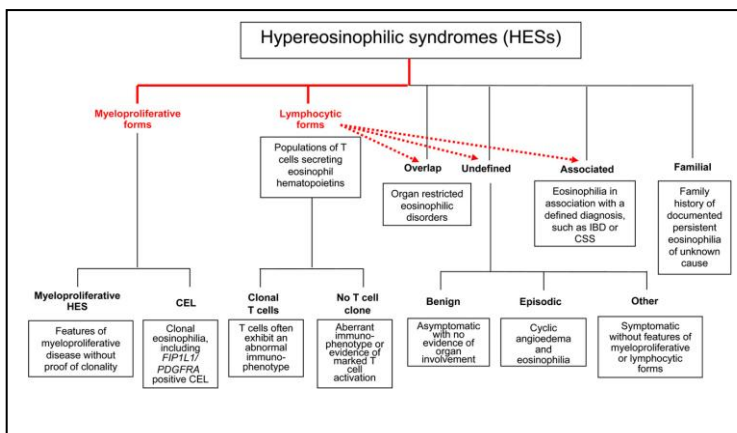 Hypereosinophilic syndromes (HESs)
Myeloproliferative
forms
Lymphocytic
forms
Populations of T
cells secreting
eosinophil
hematopoietins
Overlap
Organ restricted
eosinophilic
disorders
Undefined
Associated
Eosinophilia in
association with a
defined diagnosis,
such as IBD or
CSS
Familial
Family
history of
documented
persistent
eosinophilia
of unknown
cause
Myeloproliferative
HES
Features of
myeloproliferative
disease without
proof of clonality
CEL
Clonal
eosinophilia,
including
FIP1L1/
PDGFRA
positive CEL
Clonal
T cells
T cells often
exhibit an
abnormal
immuno-
phenotype
No T cell
clone
Aberrant
immuno-
phenotype or
evidence of
marked T cell
activation
Benign
Asymptomatic
with no
evidence of
organ
involvement
Episodic
Cyclic
angioedema
and
eosinophilia
Other
Symptomatic
without features of
myeloproliferative
or lymphocytic
forms